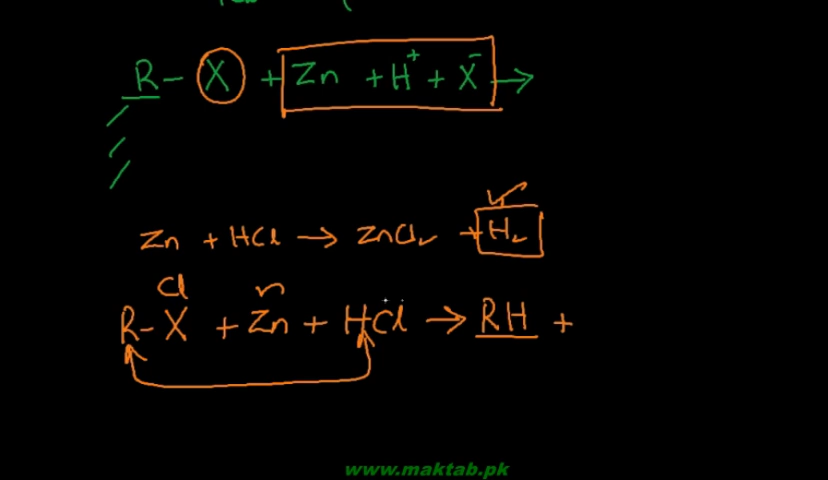 R - X + Zn + H⁺ + X⁻ →
Zn + HCl → ZnCl₂ + H₂
Cl
R - X + Zn + HCl → RH +
www.maktab.pk